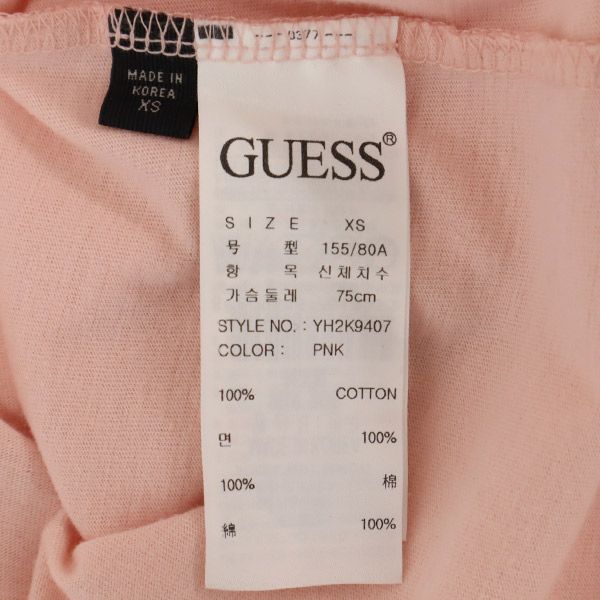 0377
MADE IN
KOREA
XS
GUESS®
SIZE XS
号 型 155/80A
항 목 신체치수
가슴둘레 75cm
STYLE NO. : YH2K9407
COLOR : PNK
100% COTTON
면 100%
100% 棉
綿 100%